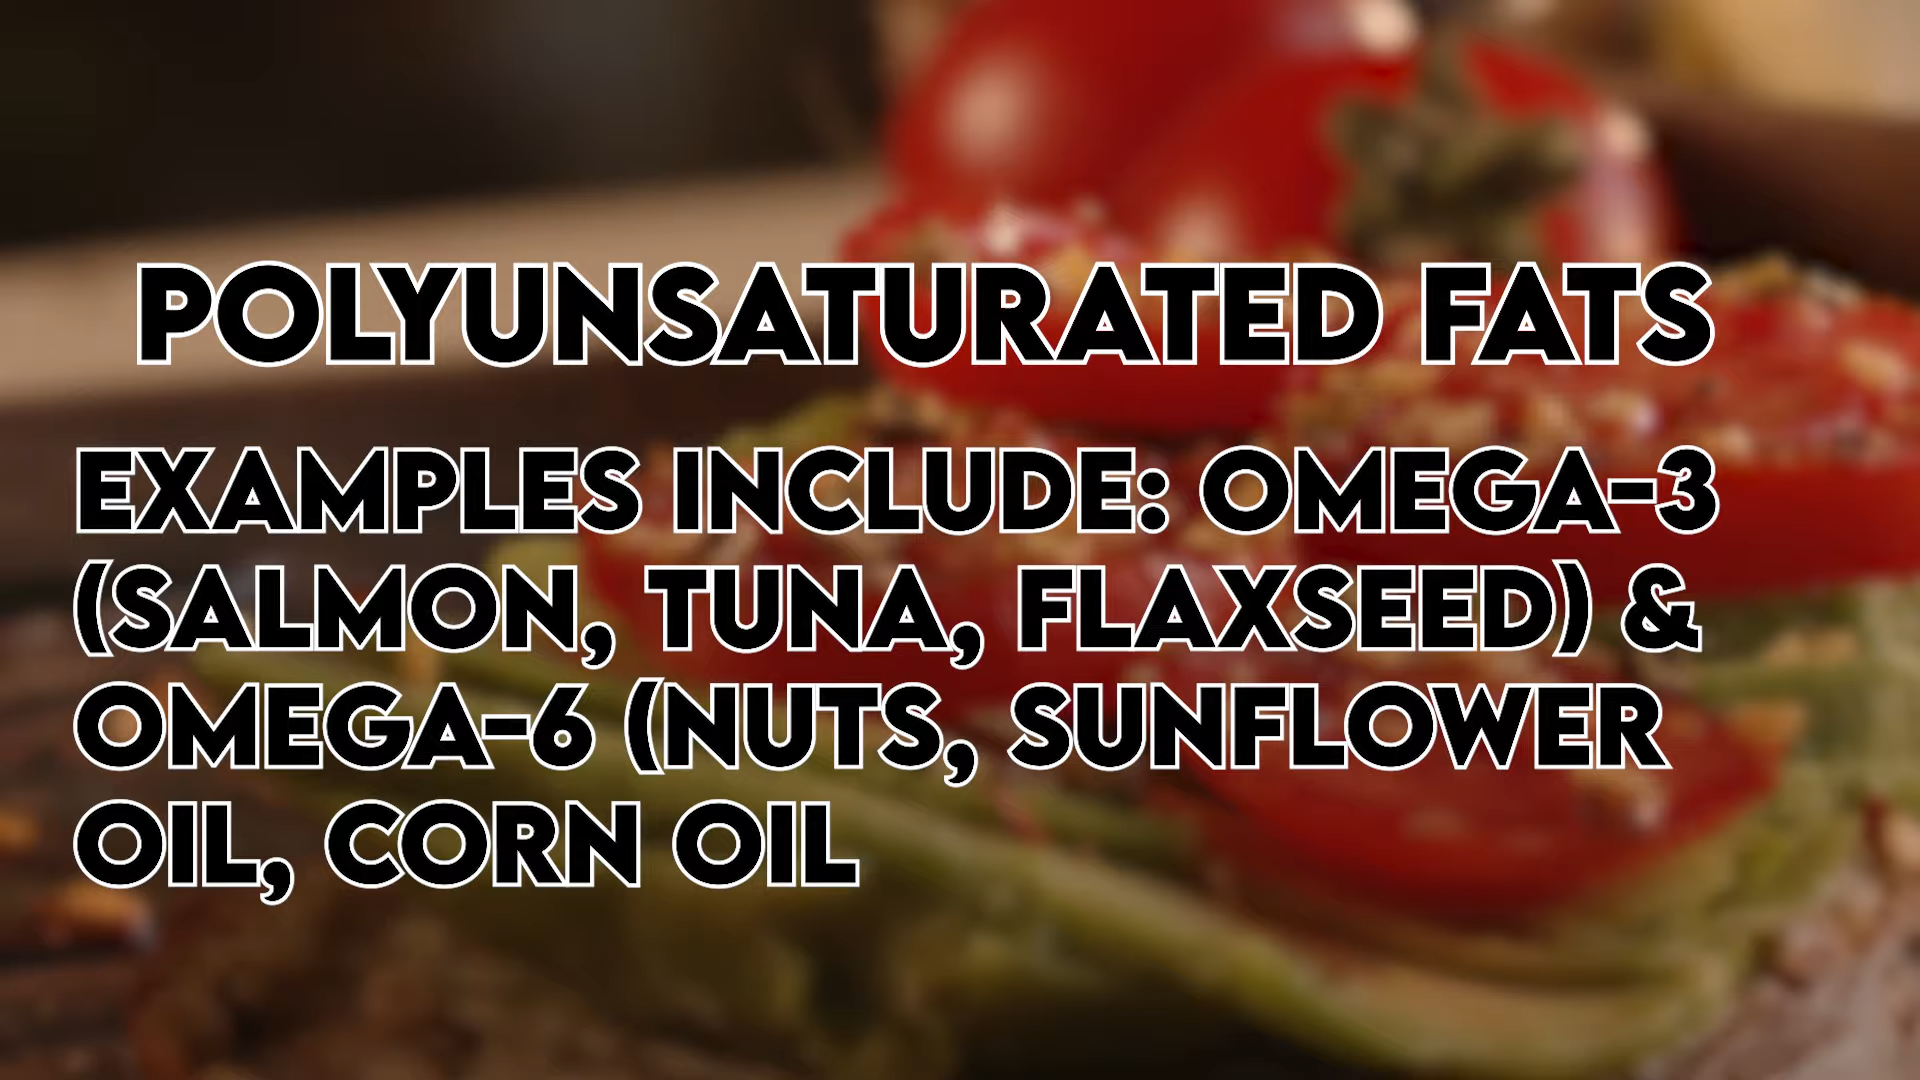 POLYUNSATURATED FATS
EXAMPLES INCLUDE: OMEGA-3
(SALMON, TUNA, FLAXSEED) &
OMEGA-6 (NUTS, SUNFLOWER
OIL, CORN OIL